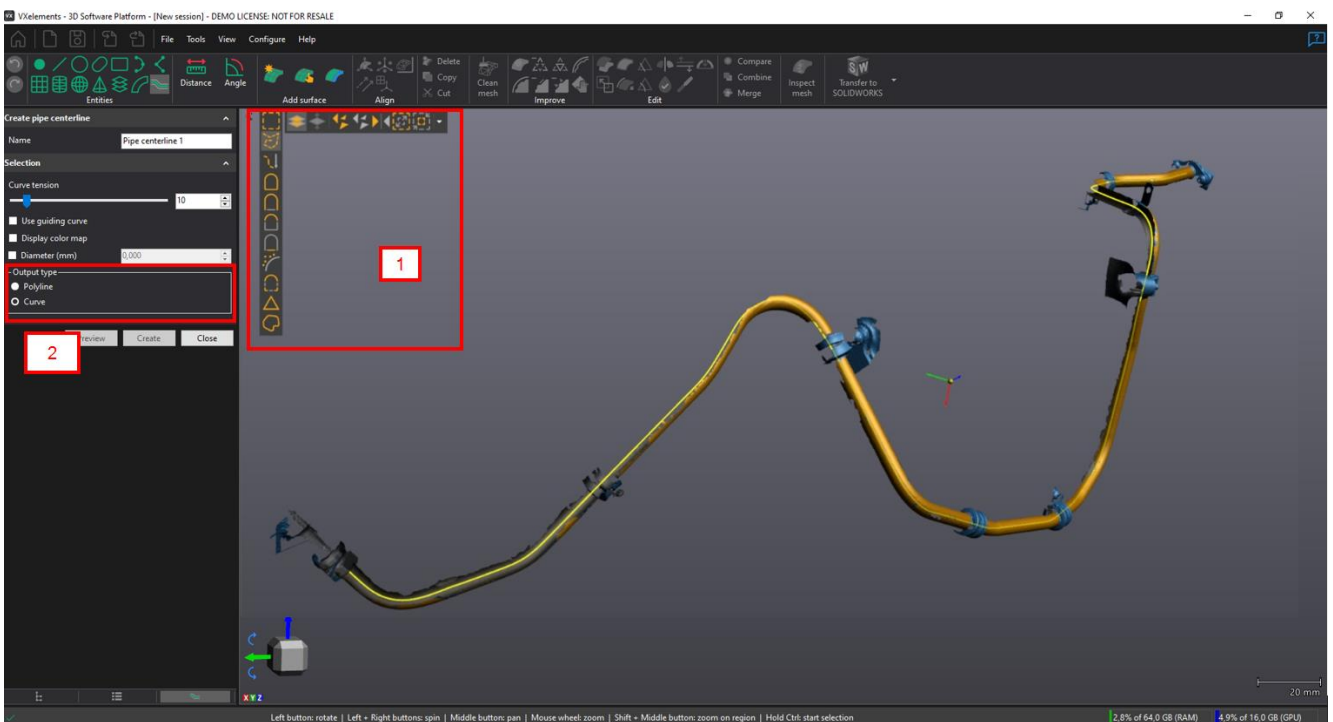 VX VXelements - 3D Software Platform - [New session] - DEMO LICENSE: NOT FOR RESALE
File Tools View Configure Help
Distance Angle
Delete
Copy
Cut
Clean mesh
Compare
Combine
Merge
Inspect mesh
Transfer to SOLIDWORKS
Entities
Add surface
Align
Improve
Edit
Create pipe centerline
Name Pipe centerline 1
Selection
Curve tension
10
Use guiding curve
Display color map
Diameter (mm) 0,000
Output type
Polyline
Curve
review Create Close
1
2
20 mm
X Y Z
Left button: rotate | Left + Right buttons: spin | Middle button: pan | Mouse wheel: zoom | Shift + Middle button: zoom on region | Hold Ctrl: start selection
2,8% of 64,0 GB (RAM) 4,9% of 16,0 GB (GPU)